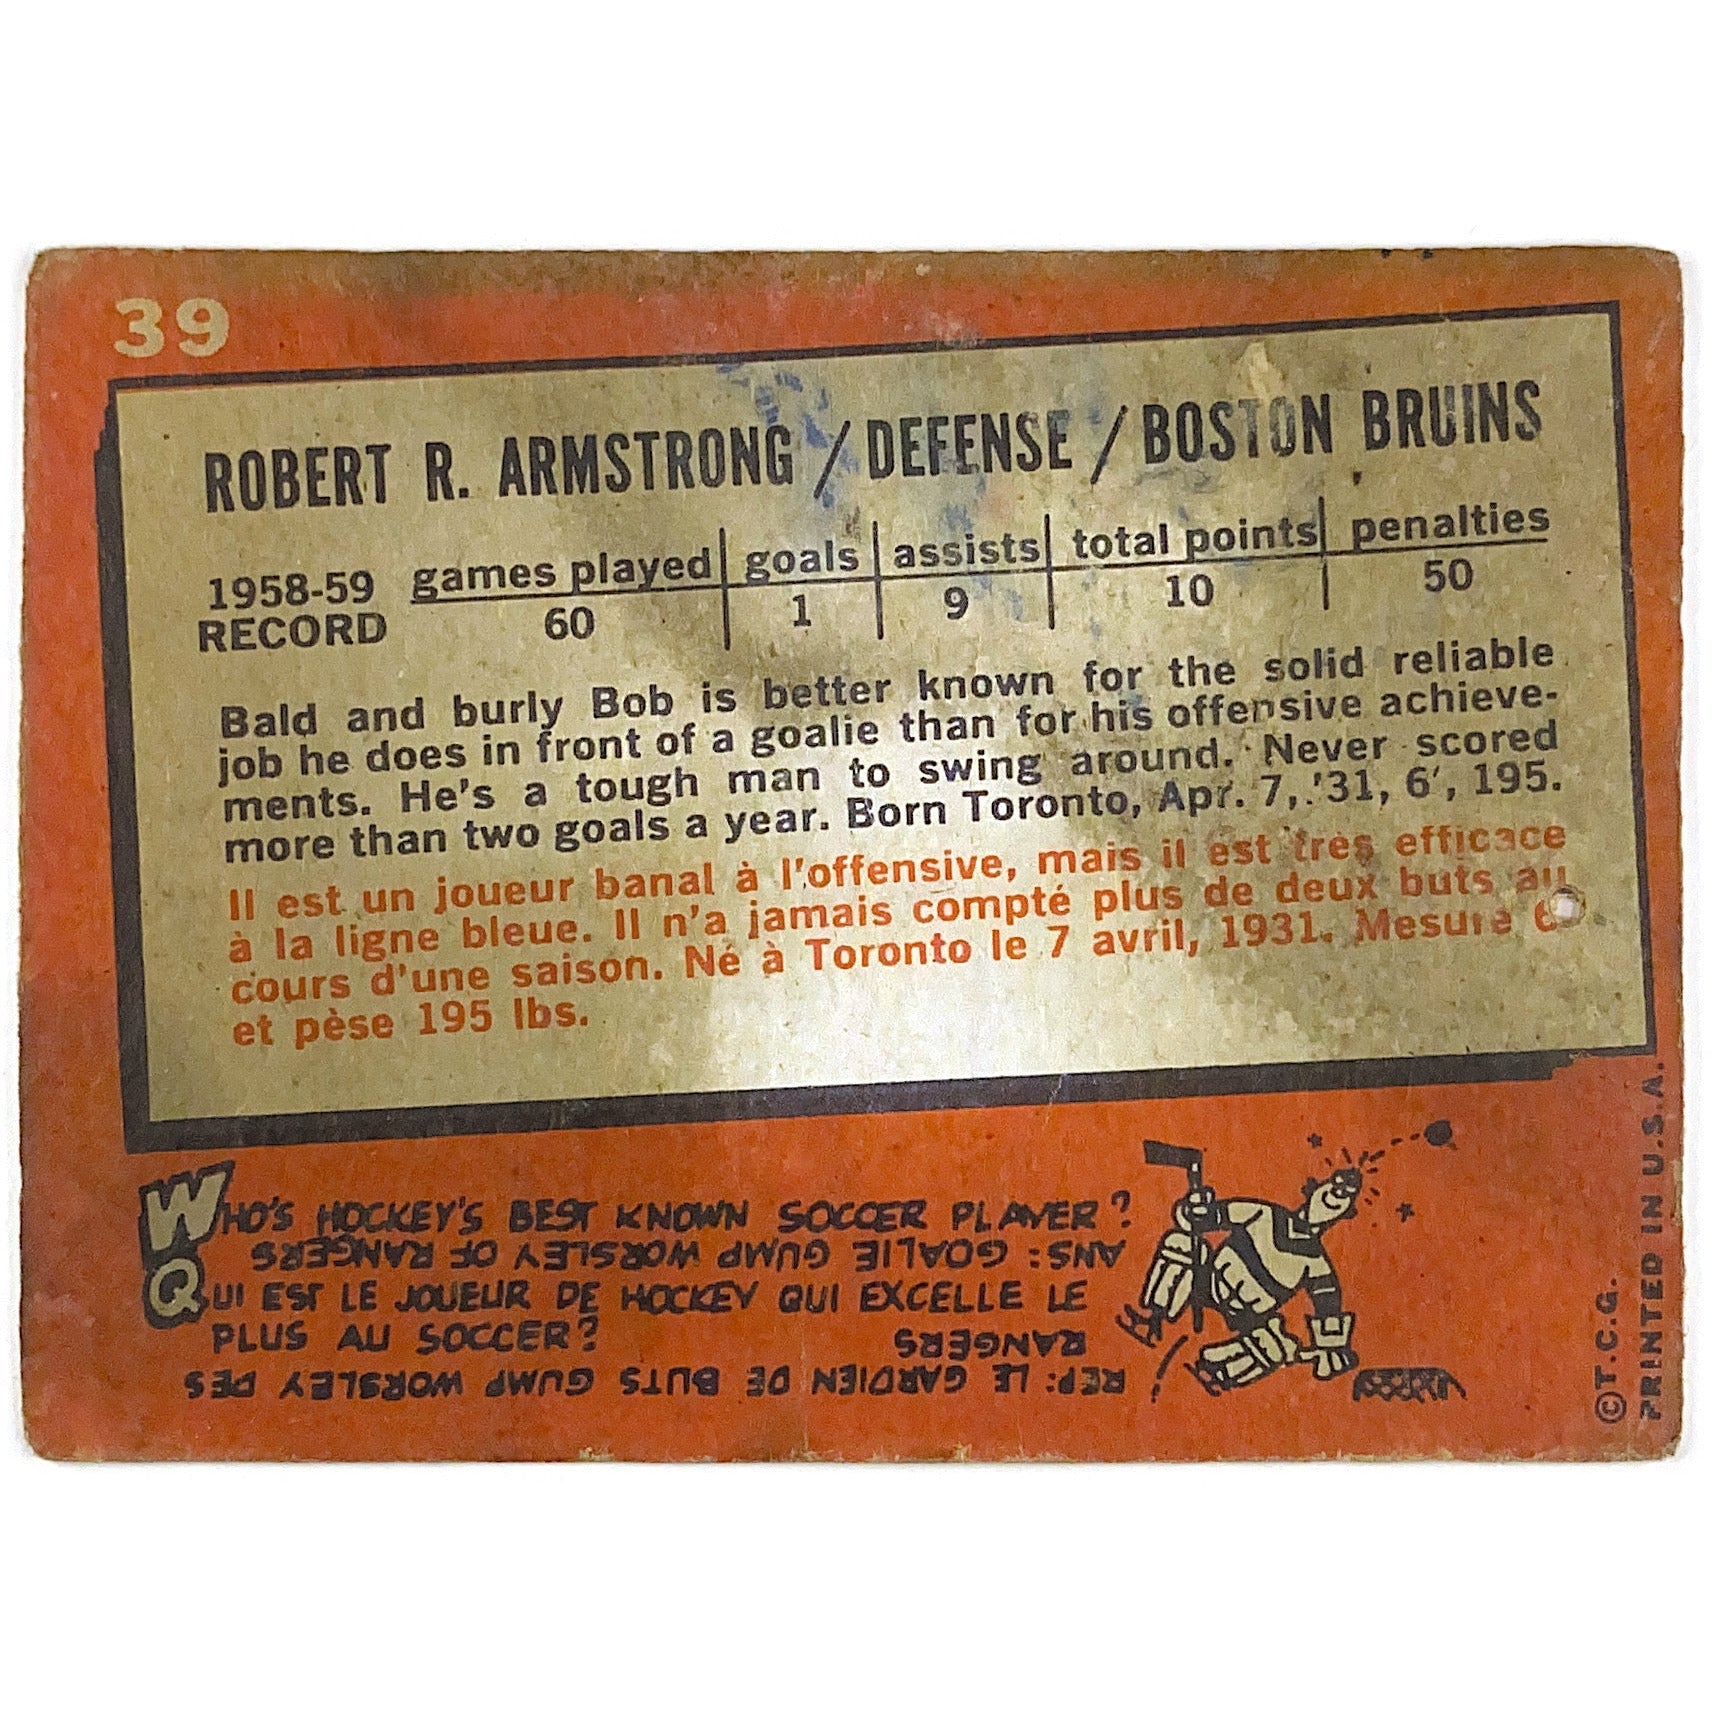 39
ROBERT R. ARMSTRONG / DEFENSE / BOSTON BRUINS
1958-59 RECORD games played goals assists total points penalties
60 1 9 10 50
Bald and burly Bob is better known for the solid reliable
job he does in front of a goalie than for his offensive achieve-
ments. He's a tough man to swing around. Never scored
more than two goals a year. Born Toronto, Apr. 7, '31, 6', 195.
Il est un joueur banal à l'offensive, mais il est très efficace
à la ligne bleue. Il n'a jamais compté plus de deux buts au
cours d'une saison. Né à Toronto le 7 avril, 1931. Mesure
et pèse 195 lbs.
WHO'S HOCKEY'S BEST KNOWN SOCCER PLAYER?
ANS: GOALIE GUMP WORSLEY OF RANGERS
QUI EST LE JOUEUR DE HOCKEY QUI EXCELLE LE
PLUS AU SOCCER?
REP: LE GARDIEN DE BUTS GUMP WORSLEY DES
RANGERS
© T.C.G.
PRINTED IN U.S.A.